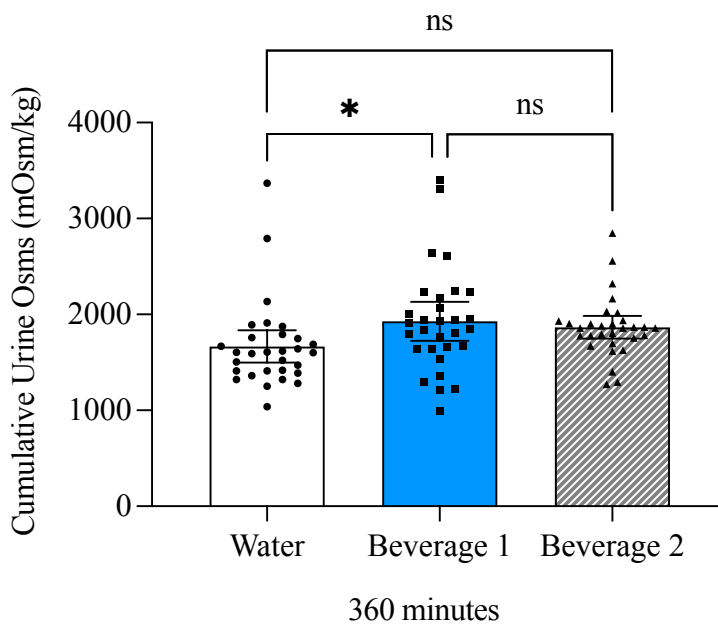 ns
*
ns
Cumulative Urine Osms (mOsm/kg)
4000
3000
2000
1000
0
Water
Beverage 1
Beverage 2
360 minutes